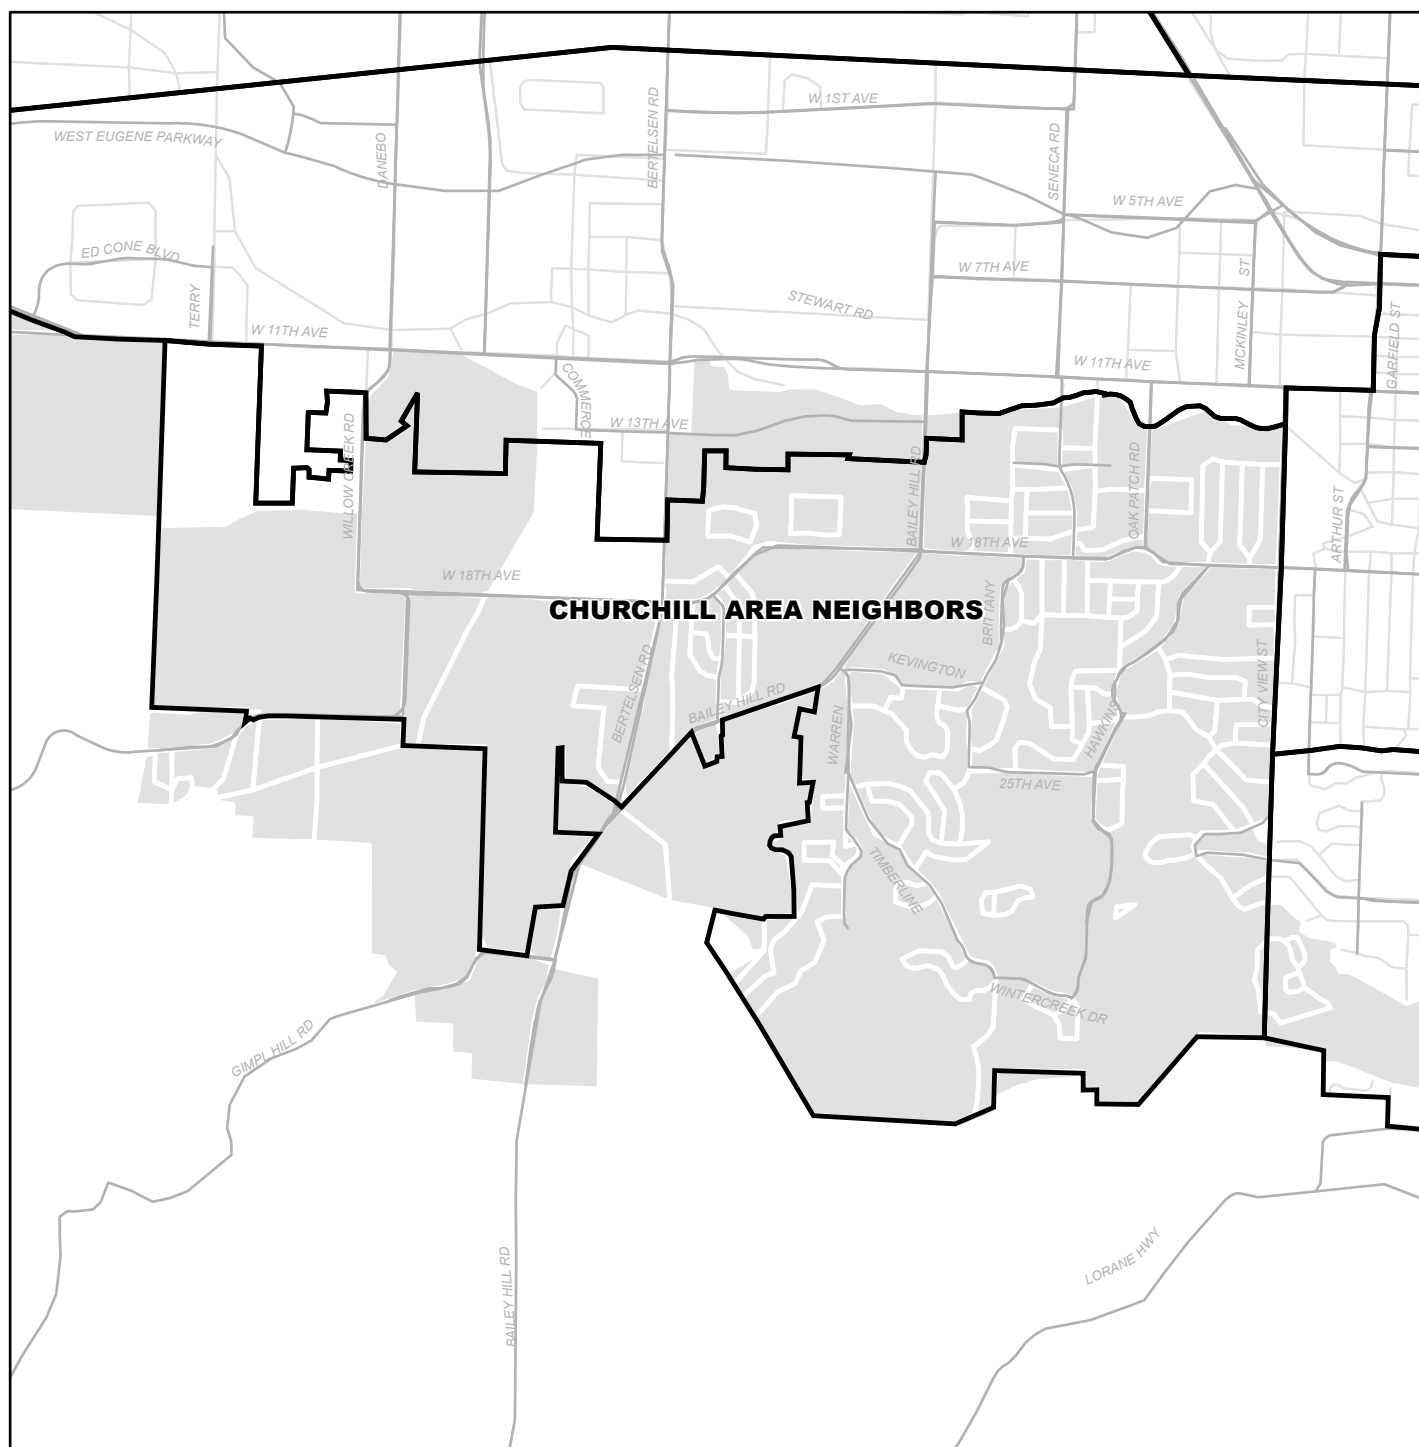 W 1ST AVE
BERTELSEN RD
WEST EUGENE PARKWAY
DANEBO
SENECA RD
W 5TH AVE
ED CONE BLVD
W 7TH AVE
MCKINLEY ST
TERRY
STEWART RD
W 11TH AVE
GARFIELD ST
W 11TH AVE
COMMERCE
W 13TH AVE
WILLOW CREEK RD
BAILEY HILL RD
OAK PATCH RD
ARTHUR ST
W 18TH AVE
W 18TH AVE
CHURCHILL AREA NEIGHBORS
BRITTANY
KEVINGTON
CITY VIEW ST
BERTELSEN RD
BAILEY HILL RD
WARREN
HAWKINS
25TH AVE
TIMBERLINE
WINTERCREEK DR
GIMPL HILL RD
BAILEY HILL RD
LORANE HWY